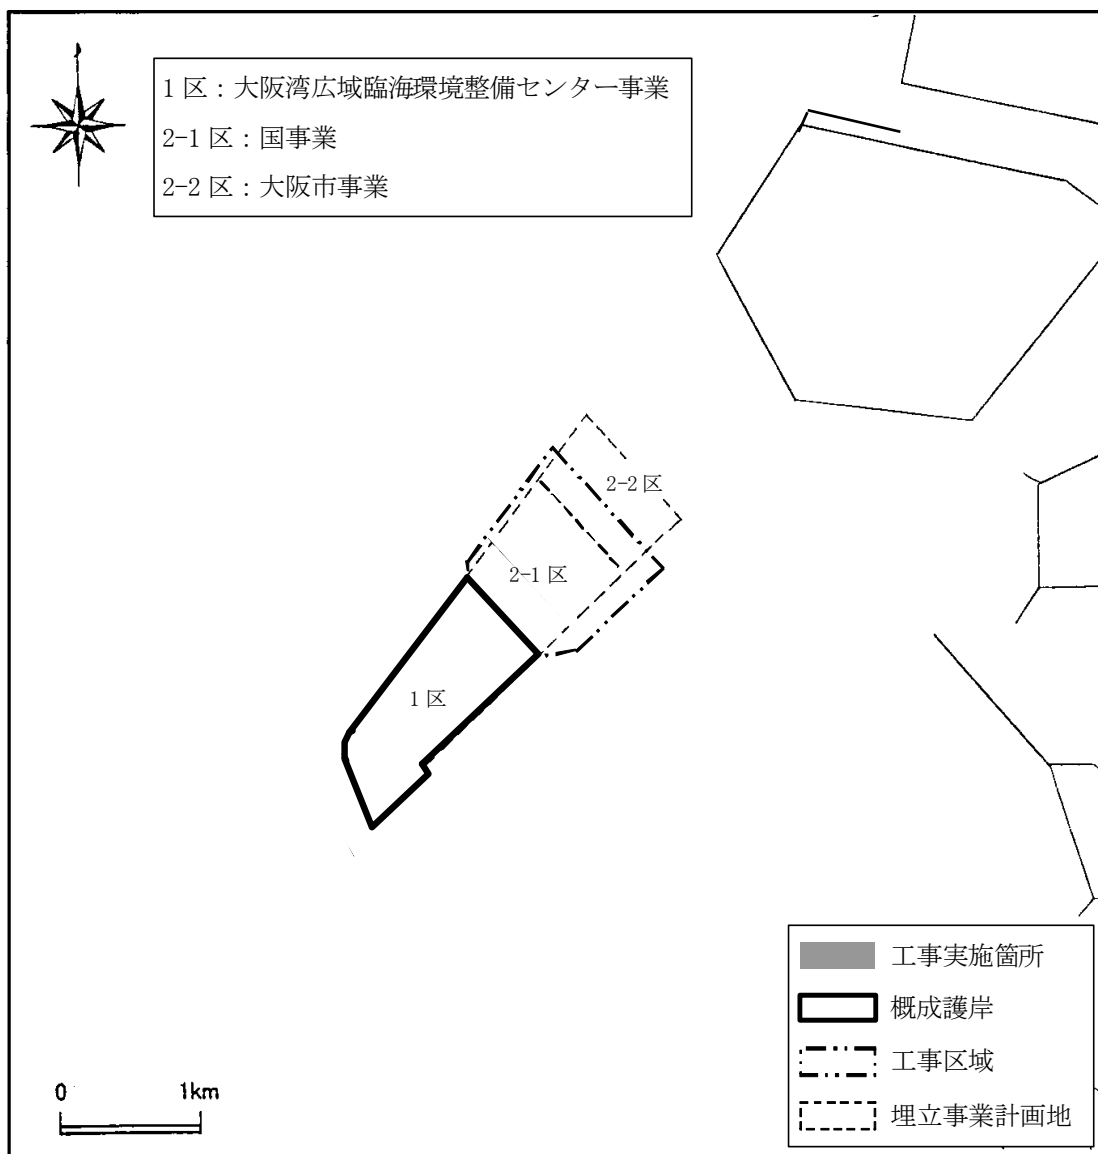 1区：大阪湾広域臨海環境整備センター事業
2-1区：国事業
2-2区：大阪市事業
2-2区
2-1区
1区
工事実施箇所
概成護岸
工事区域
埋立事業計画地
0 1km